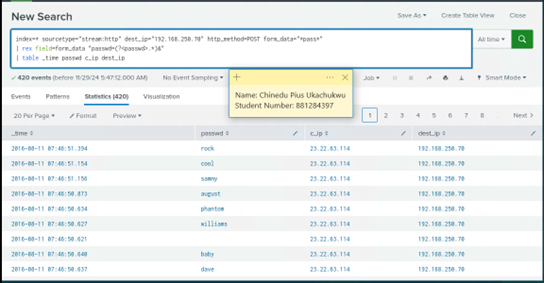 New Search
Save As
Create Table View
Close
index=* sourcetype="stream:http" dest_ip="192.168.250.70" http_method=POST form_data="*pass*"
| rex field=form_data "passwd=(?<passwd>.*)&"
| table _time passwd c_ip dest_ip
All time
420 events (before 11/29/24 5:47:12.000 AM)
No Event Sampling
Job
Smart Mode
Name: Chinedu Pius Ukachukwu
Student Number: 881284397
Events
Patterns
Statistics (420)
Visualization
20 Per Page
Format
Preview
1 2 3 4 5 6 7 8 ... Next >
_time passwd c_ip dest_ip
2016-08-11 07:46:51.394 rock 23.22.63.114 192.168.250.70
2016-08-11 07:46:51.154 cool 23.22.63.114 192.168.250.70
2016-08-11 07:46:51.156 sammy 23.22.63.114 192.168.250.70
2016-08-11 07:46:50.873 august 23.22.63.114 192.168.250.70
2016-08-11 07:46:50.634 phantom 23.22.63.114 192.168.250.70
2016-08-11 07:46:50.627 williams 23.22.63.114 192.168.250.70
2016-08-11 07:46:50.621 23.22.63.114 192.168.250.70
2016-08-11 07:46:50.640 baby 23.22.63.114 192.168.250.70
2016-08-11 07:46:50.637 dave 23.22.63.114 192.168.250.70